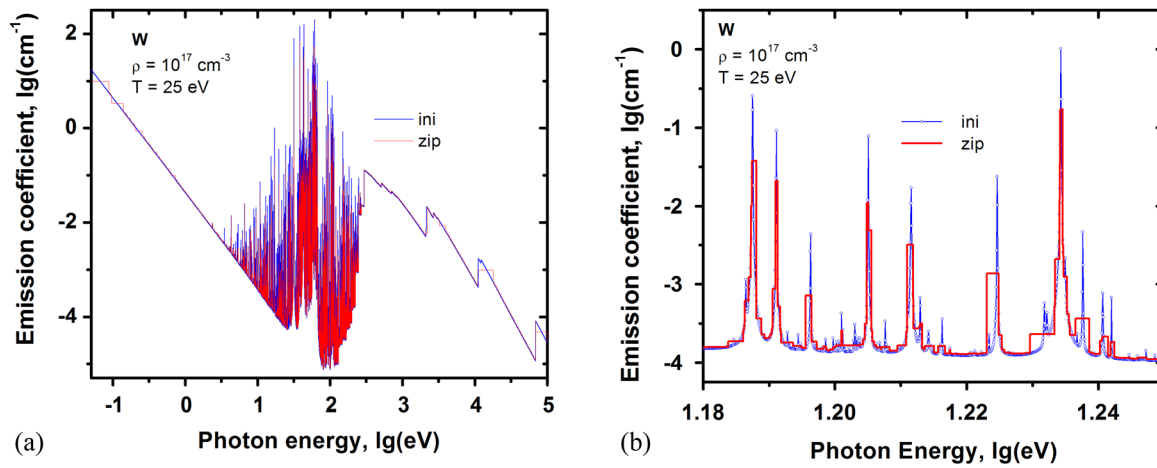 W
ρ = 10^17 cm^-3
T = 25 eV
ini
zip
Emission coefficient, lg(cm^-1)
2
0
-2
-4
-1 0 1 2 3 4 5
Photon energy, lg(eV)
(a)
W
ρ = 10^17 cm^-3
T = 25 eV
ini
zip
Emission coefficient, lg(cm^-1)
0
-1
-2
-3
-4
1.18 1.20 1.22 1.24
Photon Energy, lg(eV)
(b)